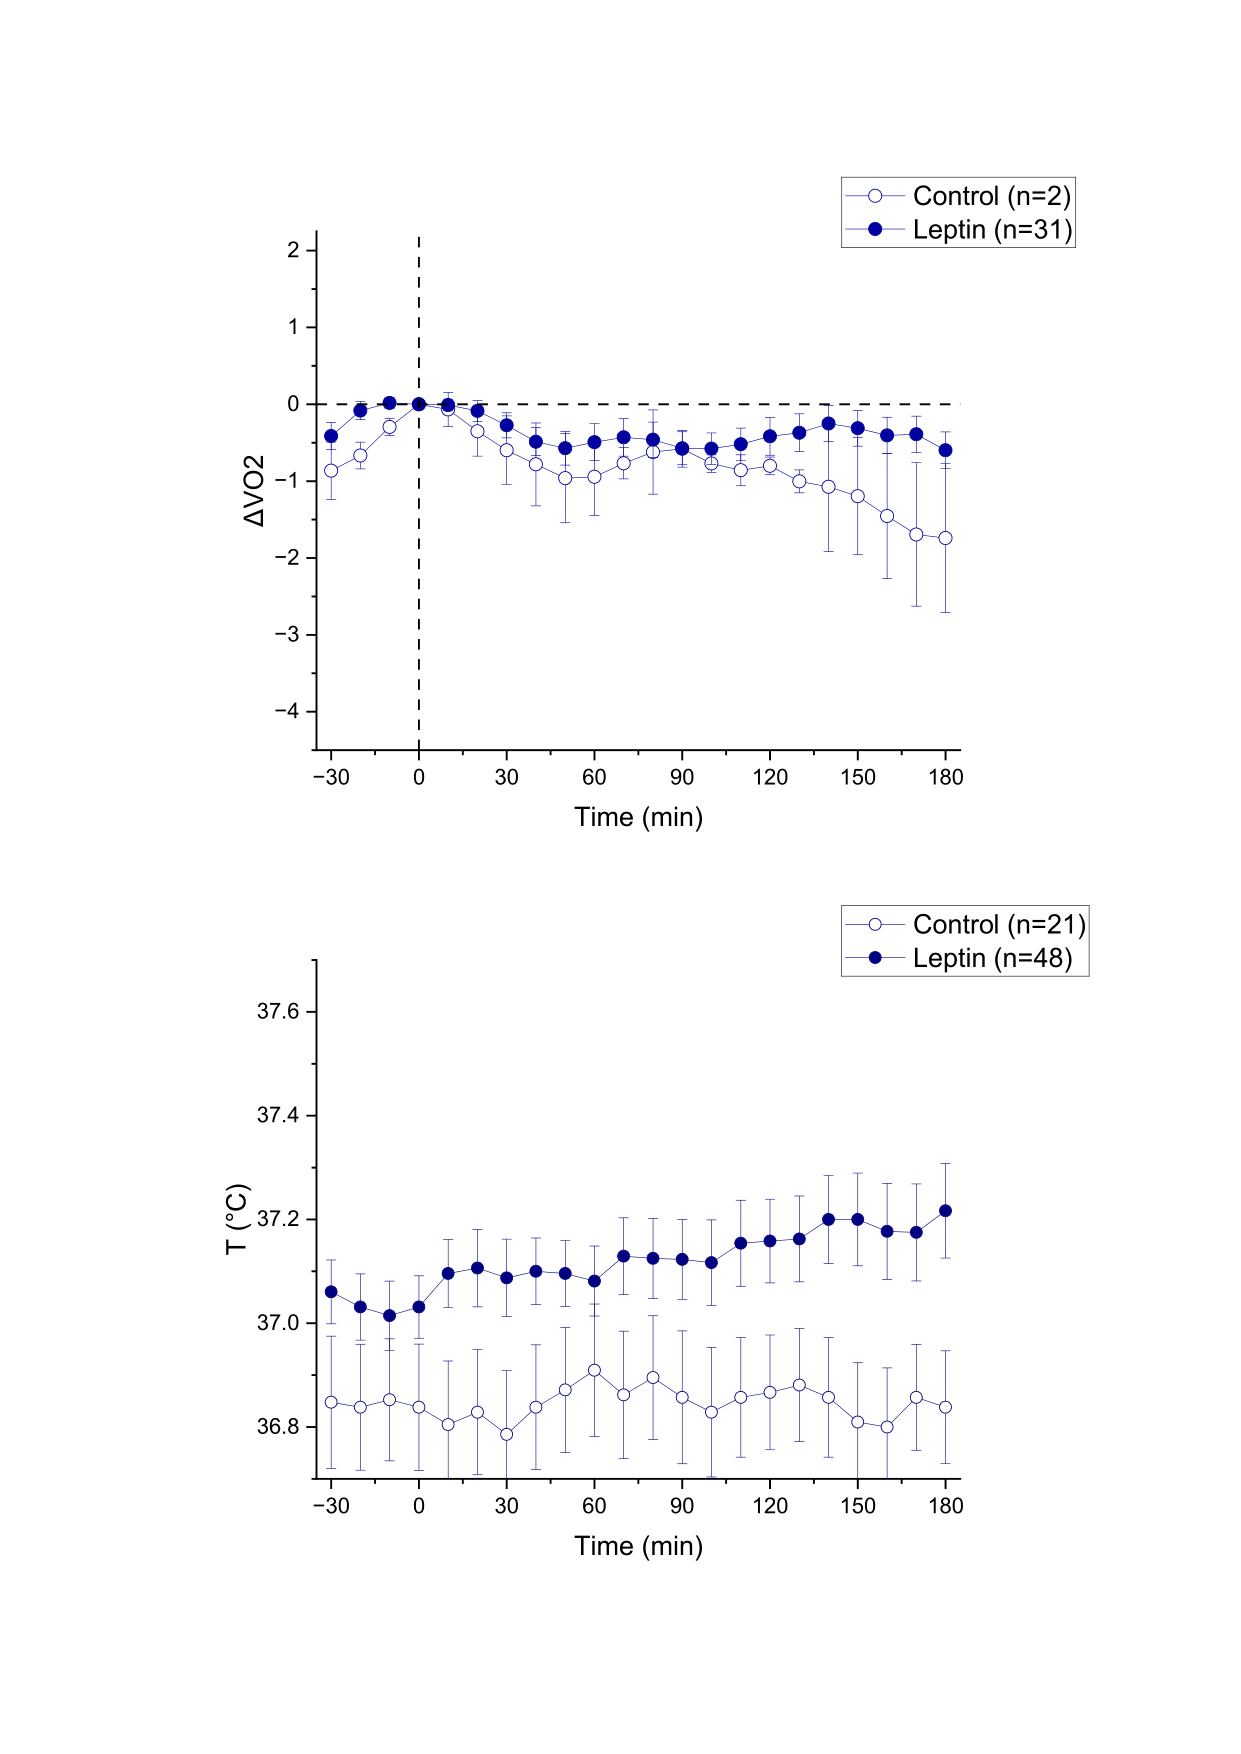 Control (n=2)
Leptin (n=31)
2
1
0
−1
−2
−3
−4
ΔVO2
−30 0 30 60 90 120 150 180
Time (min)
Control (n=21)
Leptin (n=48)
37.6
37.4
37.2
37.0
36.8
T (°C)
−30 0 30 60 90 120 150 180
Time (min)